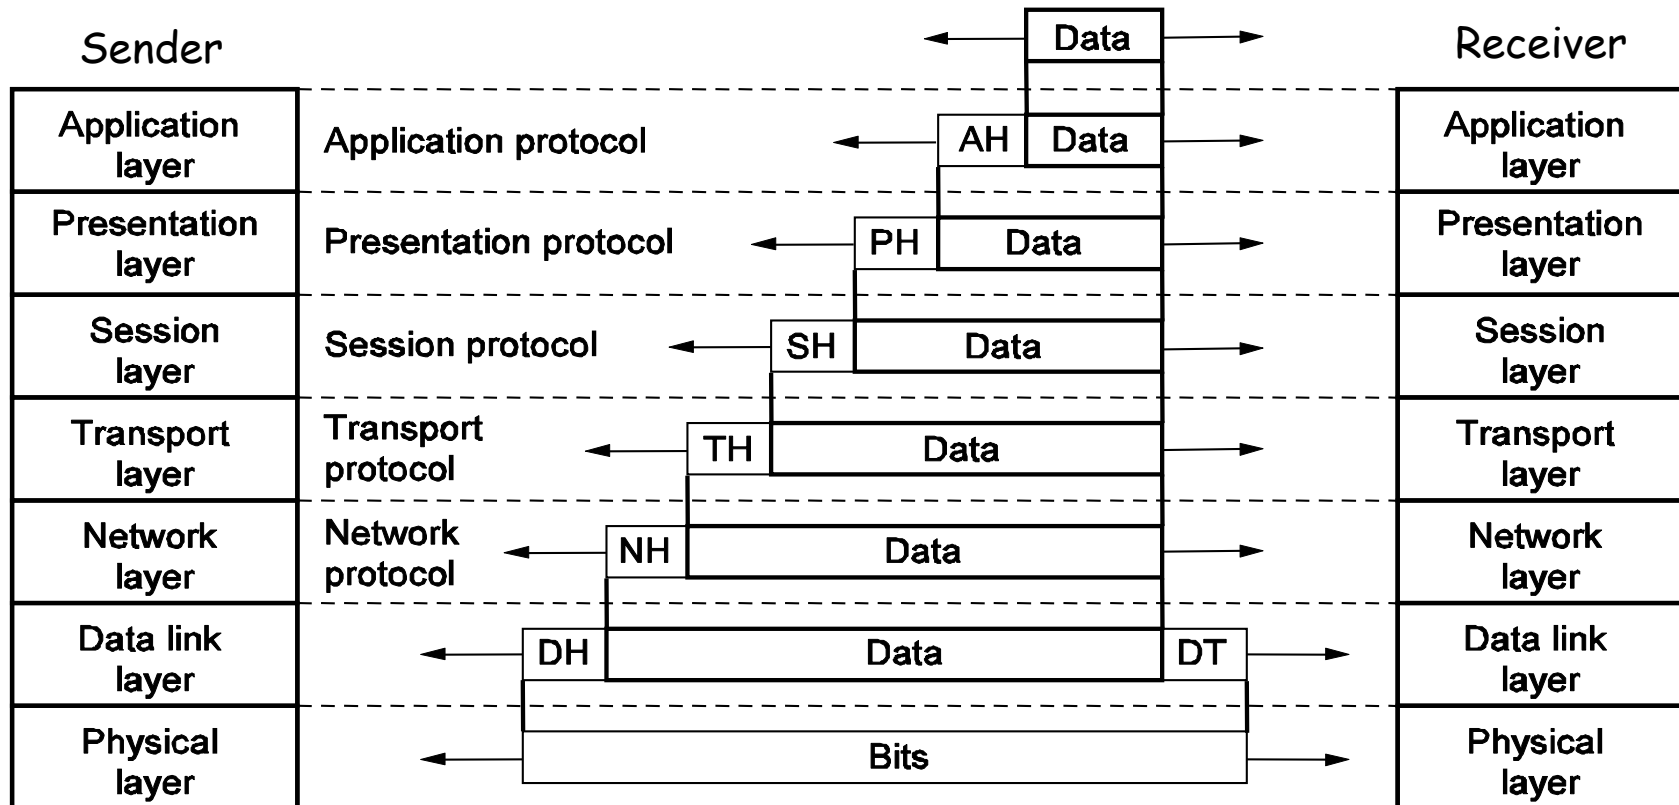 Sender
Data
Receiver
Application
layer
Application protocol
AH
Data
Application
layer
Presentation
layer
Presentation protocol
PH
Data
Presentation
layer
Session
layer
Session protocol
SH
Data
Session
layer
Transport
layer
Transport
protocol
TH
Data
Transport
layer
Network
layer
Network
protocol
NH
Data
Network
layer
Data link
layer
DH
Data
DT
Data link
layer
Physical
layer
Bits
Physical
layer